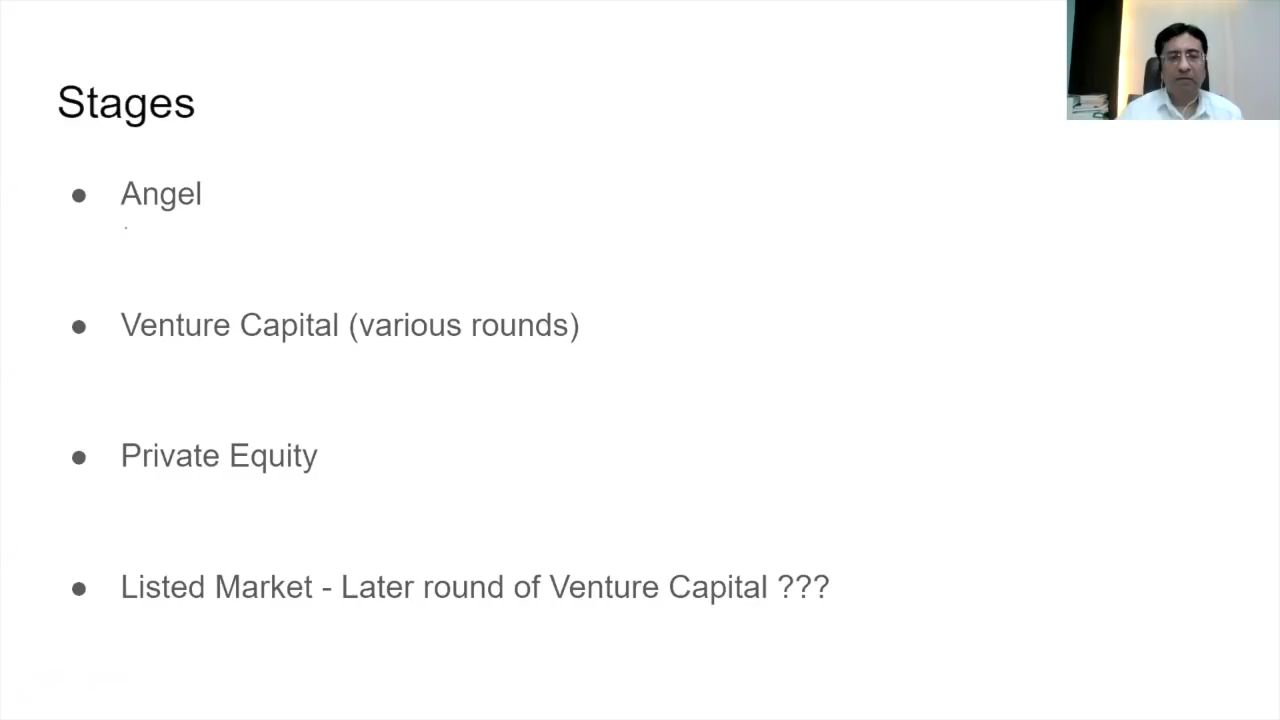 Stages
● Angel
● Venture Capital (various rounds)
● Private Equity
● Listed Market - Later round of Venture Capital ???